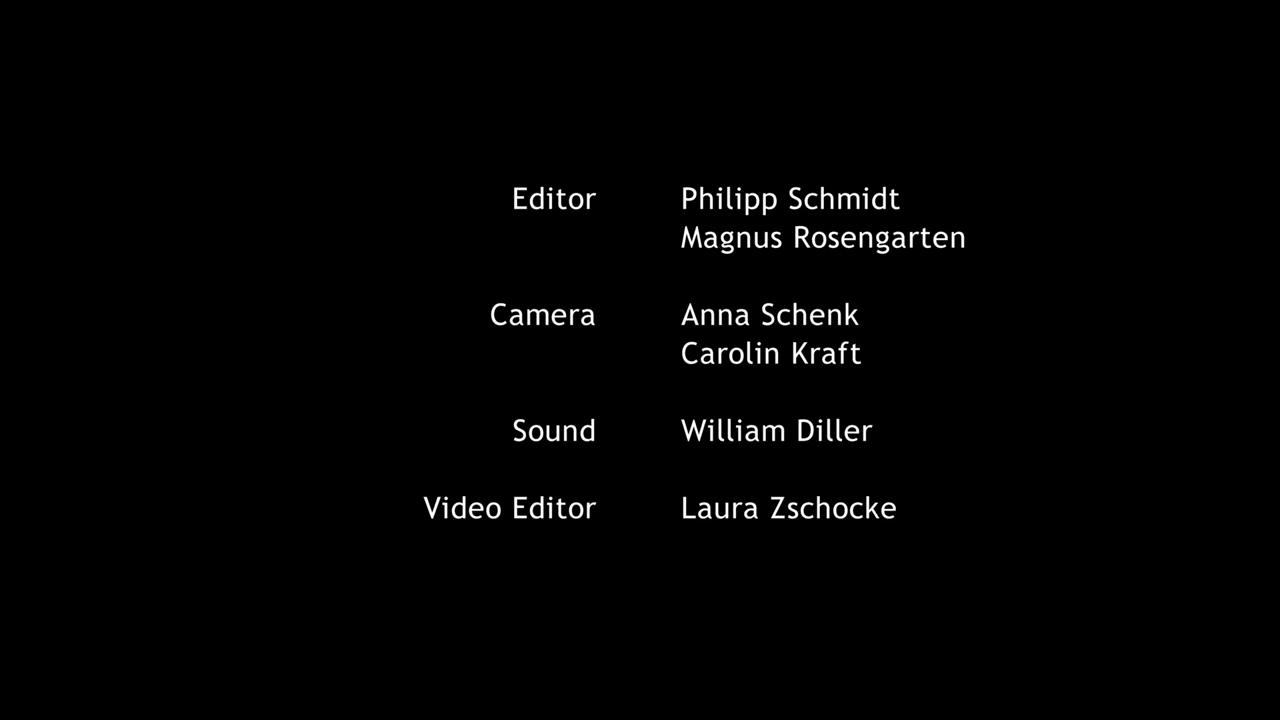 Editor Philipp Schmidt
Magnus Rosengarten
Camera Anna Schenk
Carolin Kraft
Sound William Diller
Video Editor Laura Zschocke